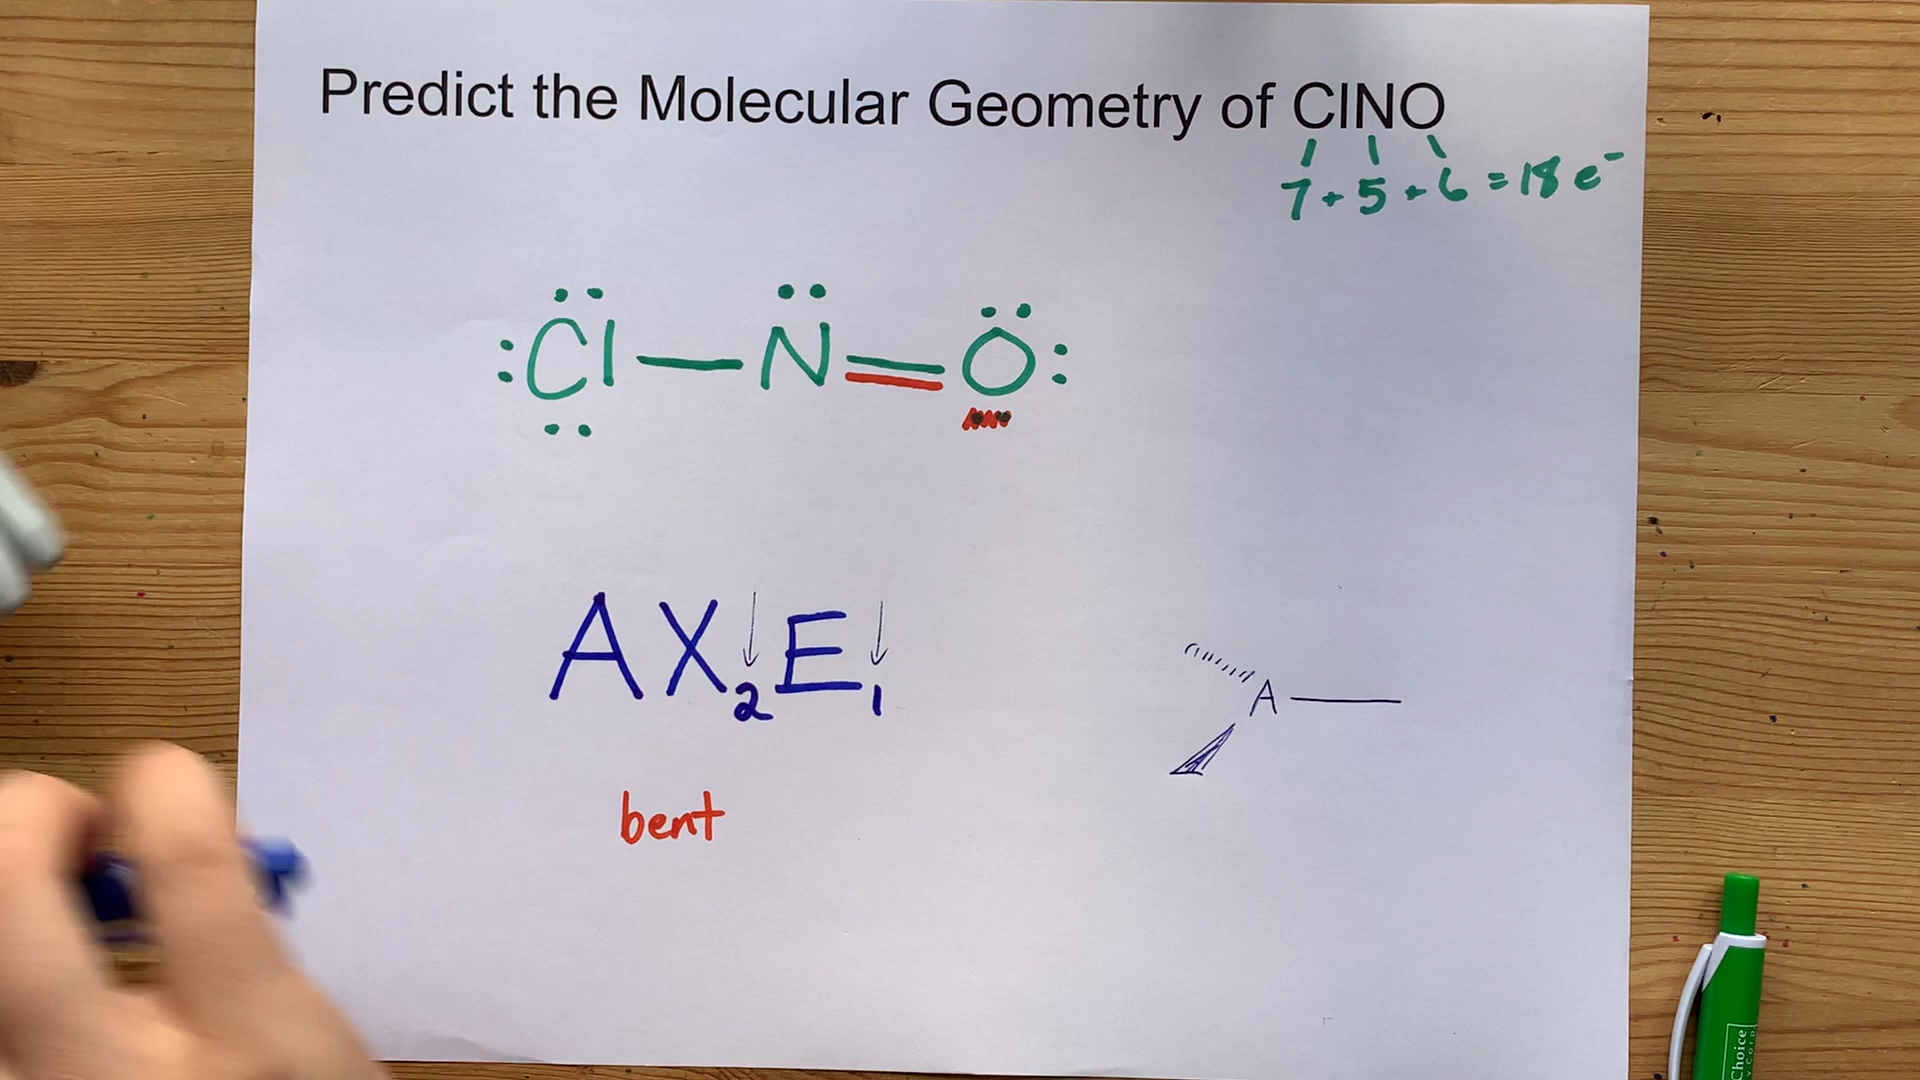 Predict the Molecular Geometry of ClNO
7 + 5 + 6 = 18 e⁻
:Cl — N = O:
AX₂E₁
A
bent
Choice